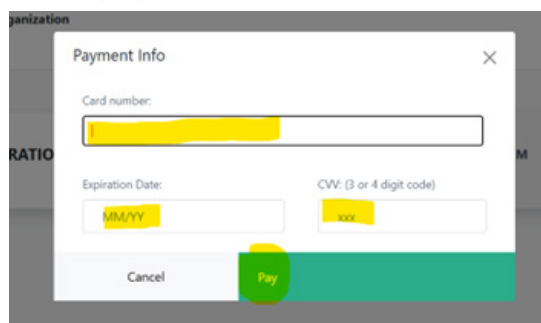 ganization
Payment Info
Card number:
RATIO
M
Expiration Date:
CVV: (3 or 4 digit code)
MM/YY
xxx
Cancel
Pay